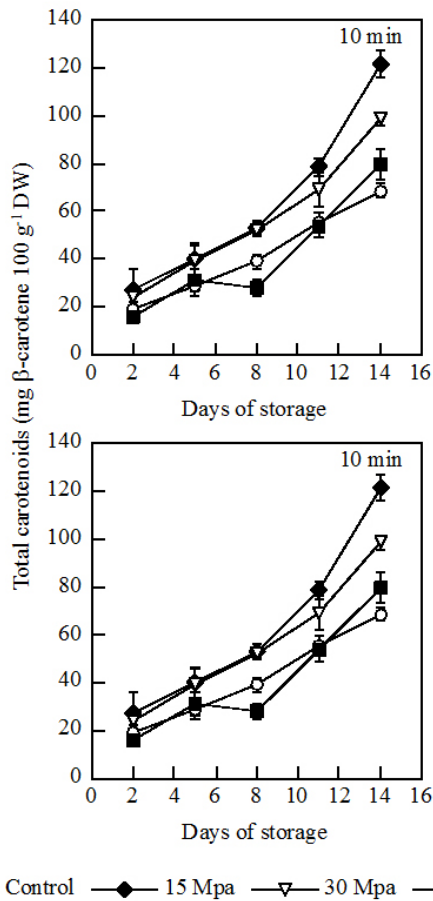 Total carotenoids (mg β-carotene 100 g⁻¹ DW)
10 min
140
120
100
80
60
40
20
0
0 2 4 6 8 10 12 14 16
Days of storage
10 min
140
120
100
80
60
40
20
0
0 2 4 6 8 10 12 14 16
Days of storage
Control 15 Mpa 30 Mpa